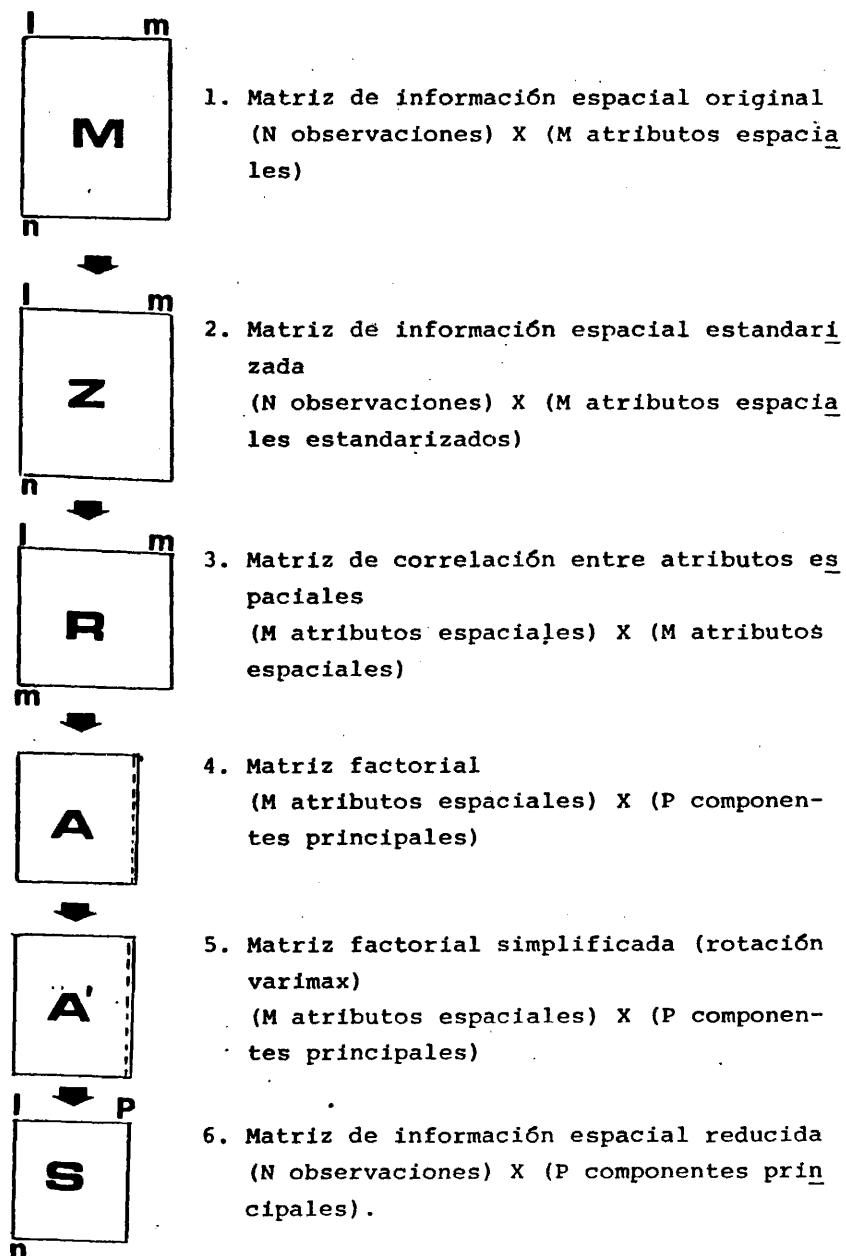 l m
M
n
1. Matriz de información espacial original
(N observaciones) X (M atributos espacia
les)
l m
Z
n
2. Matriz de información espacial estandari
zada
(N observaciones) X (M atributos espacia
les estandarizados)
l m
R
m
3. Matriz de correlación entre atributos es
paciales
(M atributos espaciales) X (M atributos
espaciales)
A
4. Matriz factorial
(M atributos espaciales) X (P componen-
tes principales)
A'
5. Matriz factorial simplificada (rotación
varimax)
(M atributos espaciales) X (P componen-
tes principales)
l P
S
n
6. Matriz de información espacial reducida
(N observaciones) X (P componentes prin
cipales).